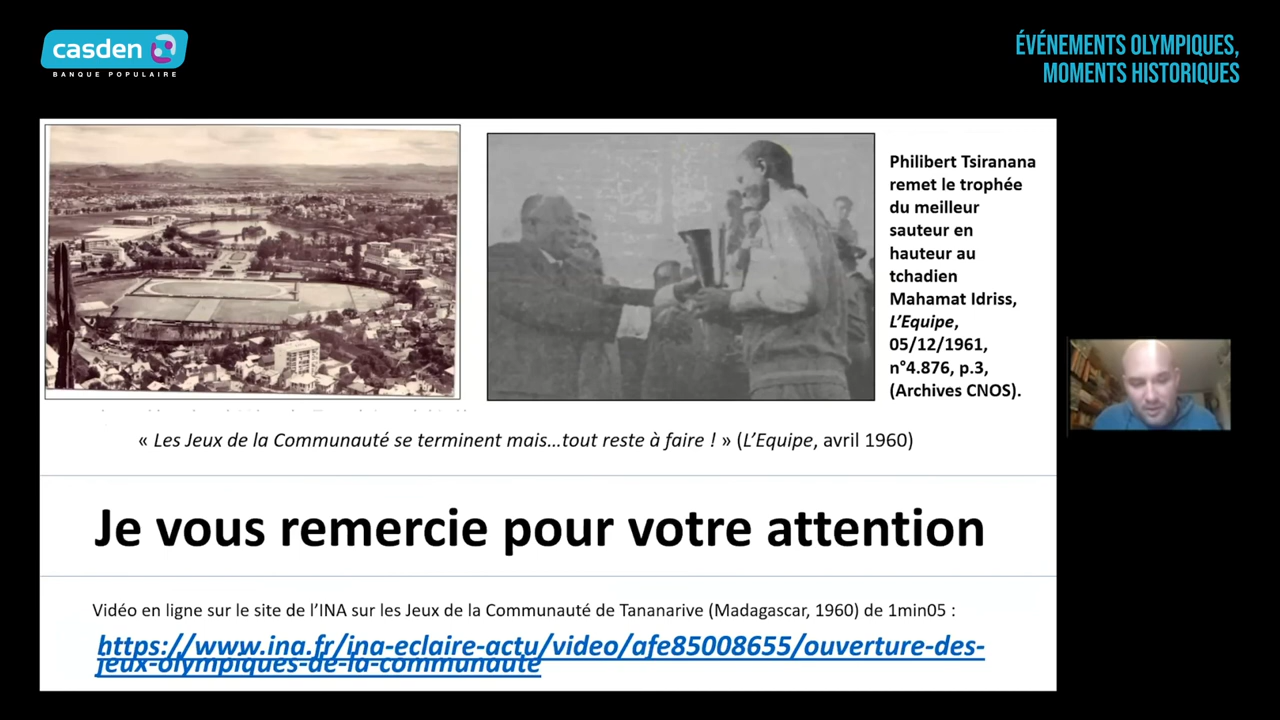 casden
BANQUE POPULAIRE
ÉVÉNEMENTS OLYMPIQUES,
MOMENTS HISTORIQUES
Philibert Tsiranana
remet le trophée
du meilleur
sauteur en
hauteur au
tchadien
Mahamat Idriss,
L'Equipe,
05/12/1961,
n°4.876, p.3,
(Archives CNOS).
« Les Jeux de la Communauté se terminent mais...tout reste à faire ! » (L'Equipe, avril 1960)
Je vous remercie pour votre attention
Vidéo en ligne sur le site de l'INA sur les Jeux de la Communauté de Tananarive (Madagascar, 1960) de 1min05 :
https://www.ina.fr/ina-eclaire-actu/video/afe85008655/ouverture-des-
jeux-olympiques-de-la-communaute